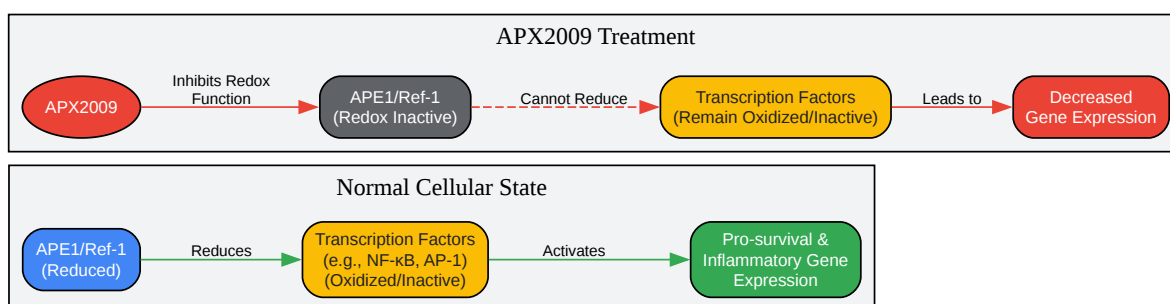 APX2009 Treatment
APX2009
Inhibits Redox
Function
APE1/Ref-1
(Redox Inactive)
Cannot Reduce
Transcription Factors
(Remain Oxidized/Inactive)
Leads to
Decreased
Gene Expression
Normal Cellular State
APE1/Ref-1
(Reduced)
Reduces
Transcription Factors
(e.g., NF-κB, AP-1)
(Oxidized/Inactive)
Activates
Pro-survival &
Inflammatory Gene
Expression